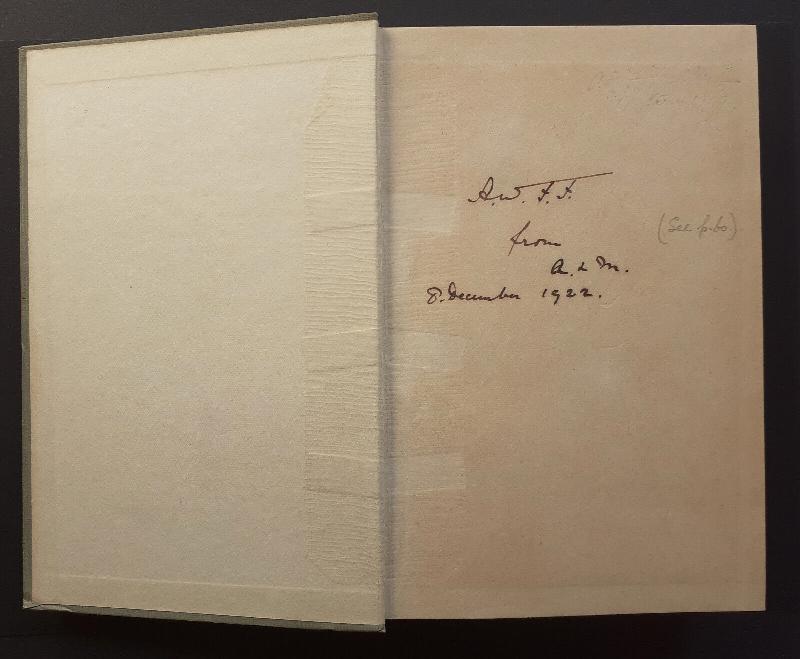 A.W. F.F.
(See p. 60)
from
A. & M.
8. December 1922.